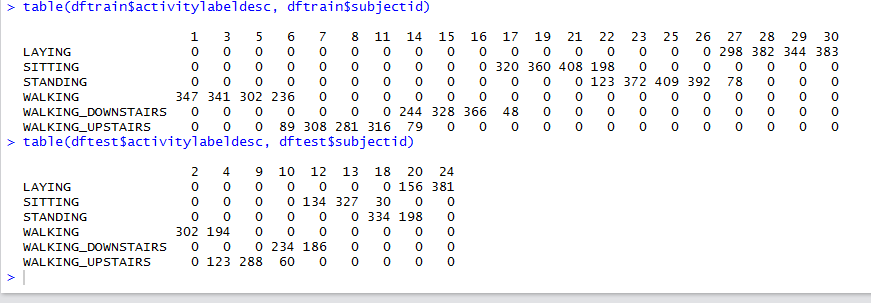 > table(dftrain$activitylabeldesc, dftrain$subjectid)
1 3 5 6 7 8 11 14 15 16 17 19 21 22 23 25 26 27 28 29 30
LAYING 0 0 0 0 0 0 0 0 0 0 0 0 0 0 0 0 0 298 382 344 383
SITTING 0 0 0 0 0 0 0 0 0 0 320 360 408 198 0 0 0 0 0 0 0
STANDING 0 0 0 0 0 0 0 0 0 0 0 0 0 123 372 409 392 78 0 0 0
WALKING 347 341 302 236 0 0 0 0 0 0 0 0 0 0 0 0 0 0 0 0 0
WALKING_DOWNSTAIRS 0 0 0 0 0 0 0 244 328 366 48 0 0 0 0 0 0 0 0 0 0
WALKING_UPSTAIRS 0 0 0 89 308 281 316 79 0 0 0 0 0 0 0 0 0 0 0 0 0
> table(dftest$activitylabeldesc, dftest$subjectid)
2 4 9 10 12 13 18 20 24
LAYING 0 0 0 0 0 0 0 156 381
SITTING 0 0 0 0 134 327 30 0 0
STANDING 0 0 0 0 0 0 334 198 0
WALKING 302 194 0 0 0 0 0 0 0
WALKING_DOWNSTAIRS 0 0 0 234 186 0 0 0 0
WALKING_UPSTAIRS 0 123 288 60 0 0 0 0 0
>